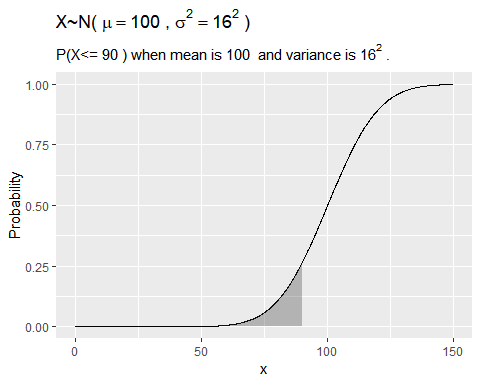 X~N( μ = 100 , σ² = 16² )
P(X<= 90 ) when mean is 100 and variance is 16² .
1.00
0.75
0.50
0.25
0.00
Probability
0
50
100
150
x